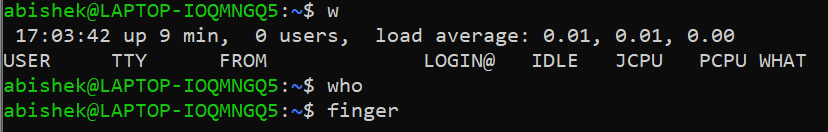 abishek@LAPTOP-IOQMNGQ5:~$ w
17:03:42 up 9 min, 0 users, load average: 0.01, 0.01, 0.00
USER TTY FROM LOGIN@ IDLE JCPU PCPU WHAT
abishek@LAPTOP-IOQMNGQ5:~$ who
abishek@LAPTOP-IOQMNGQ5:~$ finger